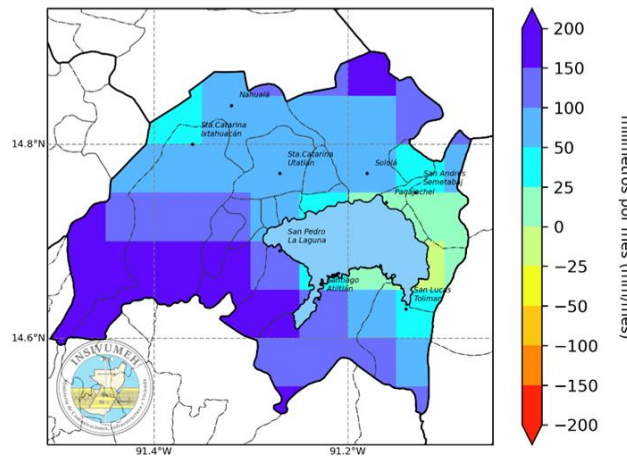 Nahualá
Sta.Catarina
Ixtahuacán
Sta.Catarina
Utatlán
Sololá
San Andrés
Semetabaj
Panajachel
San Pedro
La Laguna
Santiago
Atitlán
San Lucas
Tolimán
14.8°N
14.6°N
91.4°W
91.2°W
INSIVUMEH
200
150
100
50
25
0
−25
−50
−100
−150
−200
milímetros por mes (mm/mes)